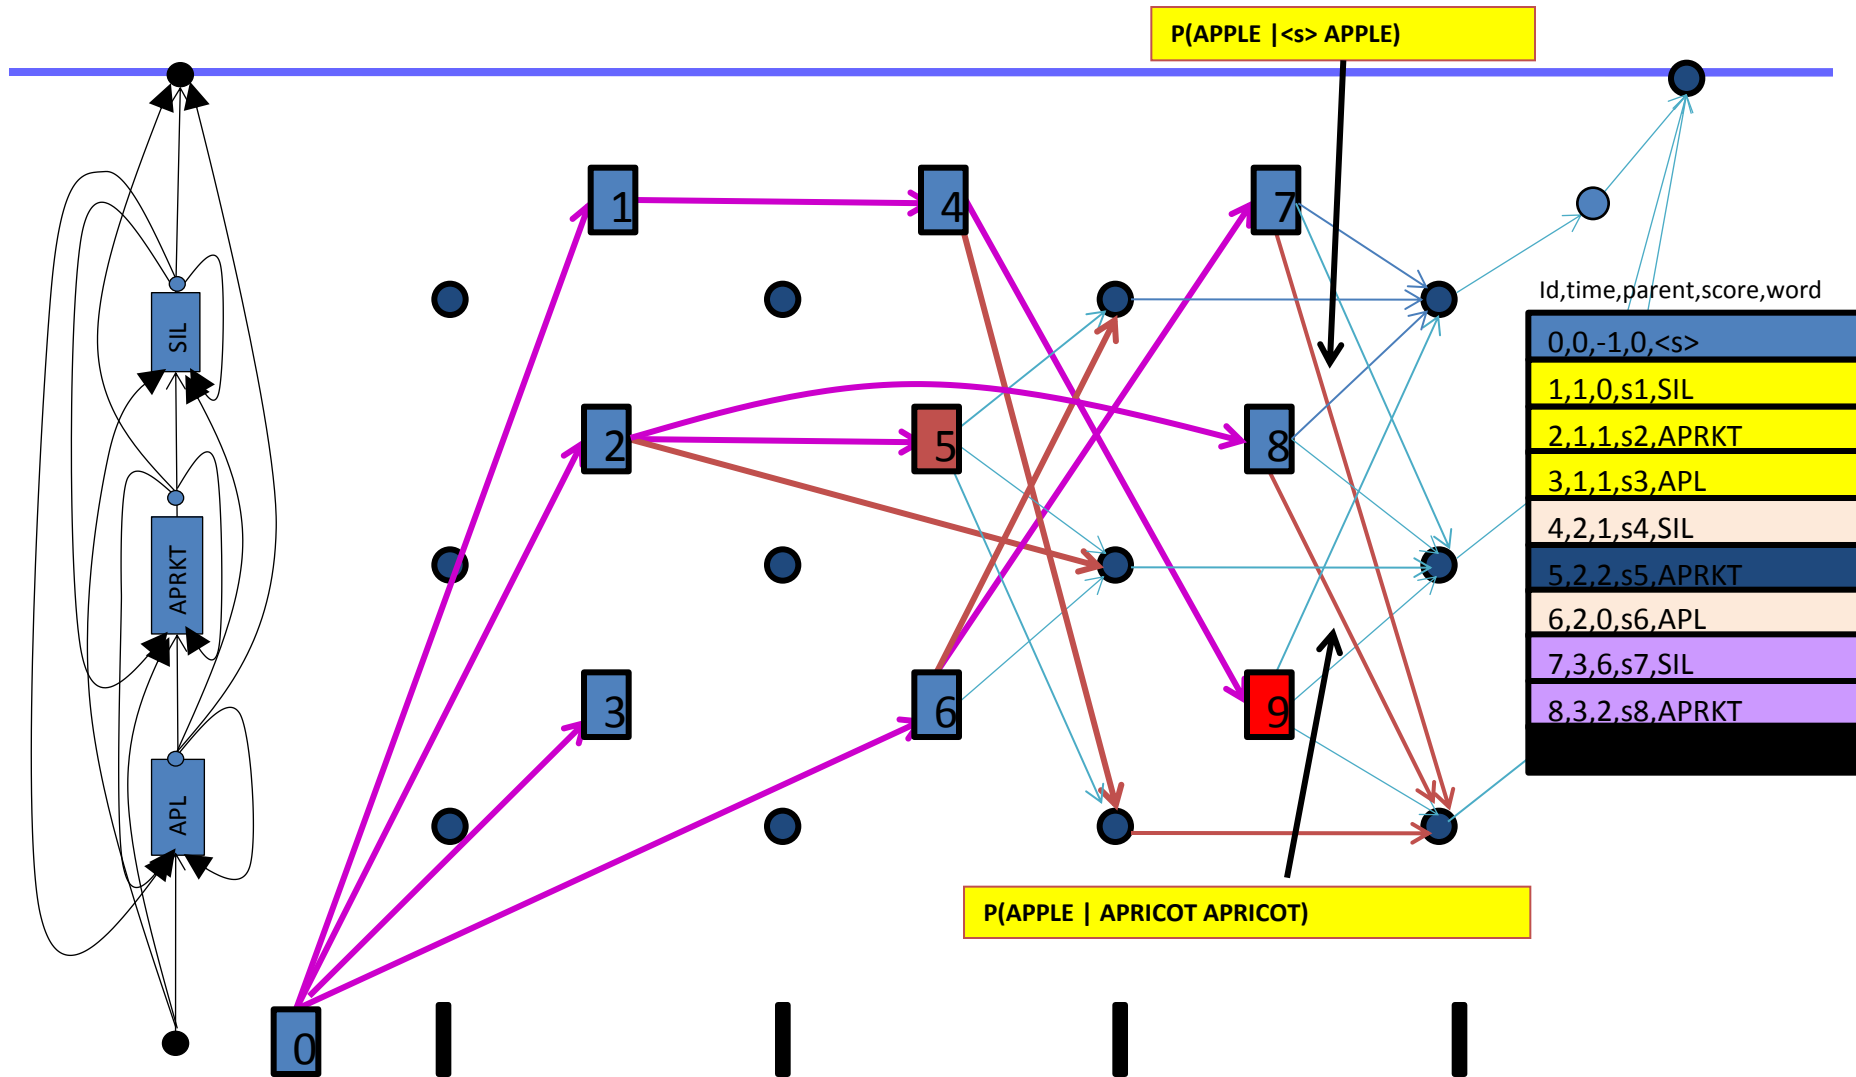 P(APPLE |<s> APPLE)
1
4
7
Id,time,parent,score,word
0,0,-1,0,<s>
SIL
1,1,0,s1,SIL
2,1,1,s2,APRKT
2
5
8
3,1,1,s3,APL
4,2,1,s4,SIL
5,2,2,s5,APRKT
APRKT
6,2,0,s6,APL
7,3,6,s7,SIL
3
6
9
8,3,2,s8,APRKT
APL
P(APPLE | APRICOT APRICOT)
0